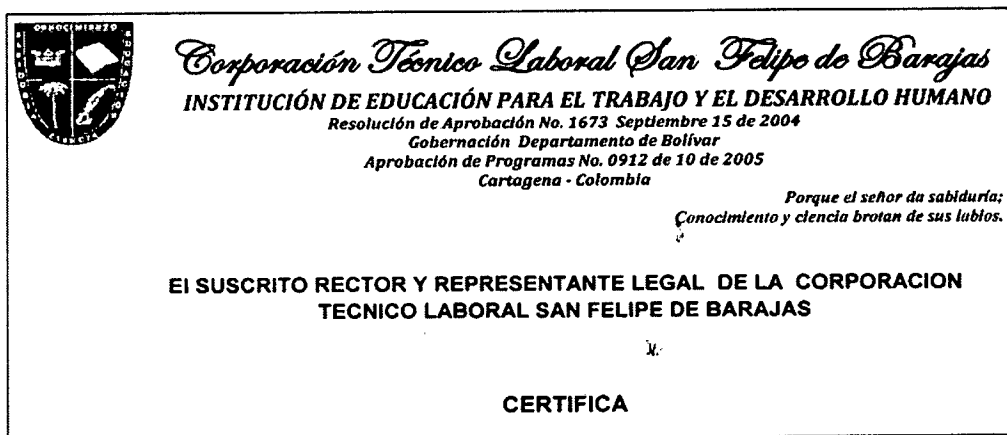 CONOCIMIENTO
CIENCIA
Corporación Técnico Laboral San Felipe de Barajas
INSTITUCIÓN DE EDUCACIÓN PARA EL TRABAJO Y EL DESARROLLO HUMANO
Resolución de Aprobación No. 1673 Septiembre 15 de 2004
Gobernación Departamento de Bolívar
Aprobación de Programas No. 0912 de 10 de 2005
Cartagena - Colombia
Porque el señor da sabiduría;
Conocimiento y ciencia brotan de sus labios.
El SUSCRITO RECTOR Y REPRESENTANTE LEGAL DE LA CORPORACION
TECNICO LABORAL SAN FELIPE DE BARAJAS
CERTIFICA